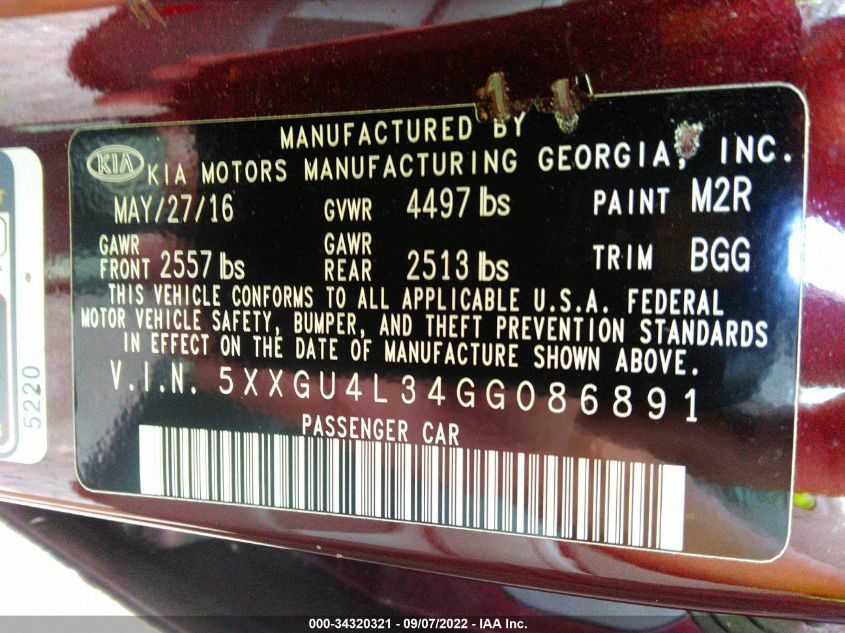 MANUFACTURED BY
KIA KIA MOTORS MANUFACTURING GEORGIA, INC.
MAY/27/16 GVWR 4497 lbs PAINT M2R
GAWR FRONT 2557 lbs GAWR REAR 2513 lbs TRIM BGG
THIS VEHICLE CONFORMS TO ALL APPLICABLE U.S.A. FEDERAL
MOTOR VEHICLE SAFETY, BUMPER, AND THEFT PREVENTION STANDARDS
IN EFFECT ON THE DATE OF MANUFACTURE SHOWN ABOVE.
V.I.N. 5XXGU4L34GG086891
PASSENGER CAR
5220
000-34320321 - 09/07/2022 - IAA Inc.